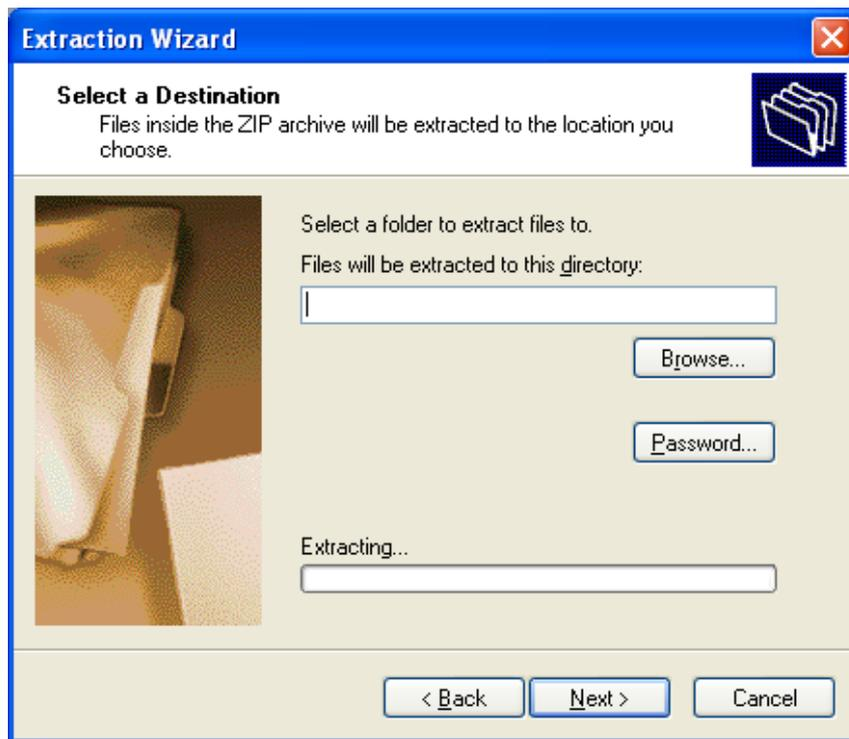 Extraction Wizard
Select a Destination
Files inside the ZIP archive will be extracted to the location you
choose.
Select a folder to extract files to.
Files will be extracted to this directory:
Browse...
Password...
Extracting...
< Back
Next >
Cancel